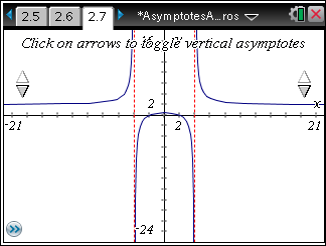 2.5 2.6 2.7 *AsymptotesA...ros
Click on arrows to toggle vertical asymptotes
2
x
-21 2 21
-24